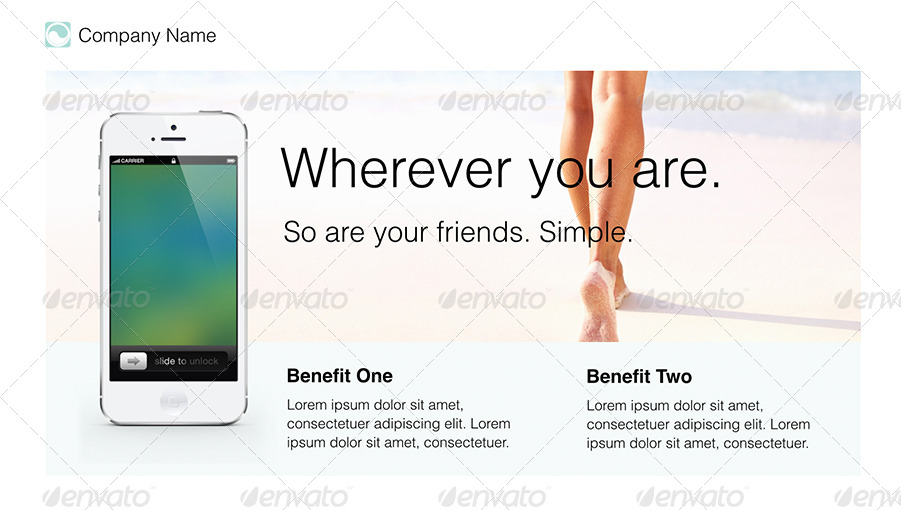 Company Name
CARRIER
Wherever you are.
So are your friends. Simple.
slide to unlock
Benefit One
Lorem ipsum dolor sit amet,
consectetuer adipiscing elit. Lorem
ipsum dolor sit amet, consectetuer.
Benefit Two
Lorem ipsum dolor sit amet,
consectetuer adipiscing elit. Lorem
ipsum dolor sit amet, consectetuer.
envato envato envato envato envato
envato envato envato envato envato
envato envato envato envato envato